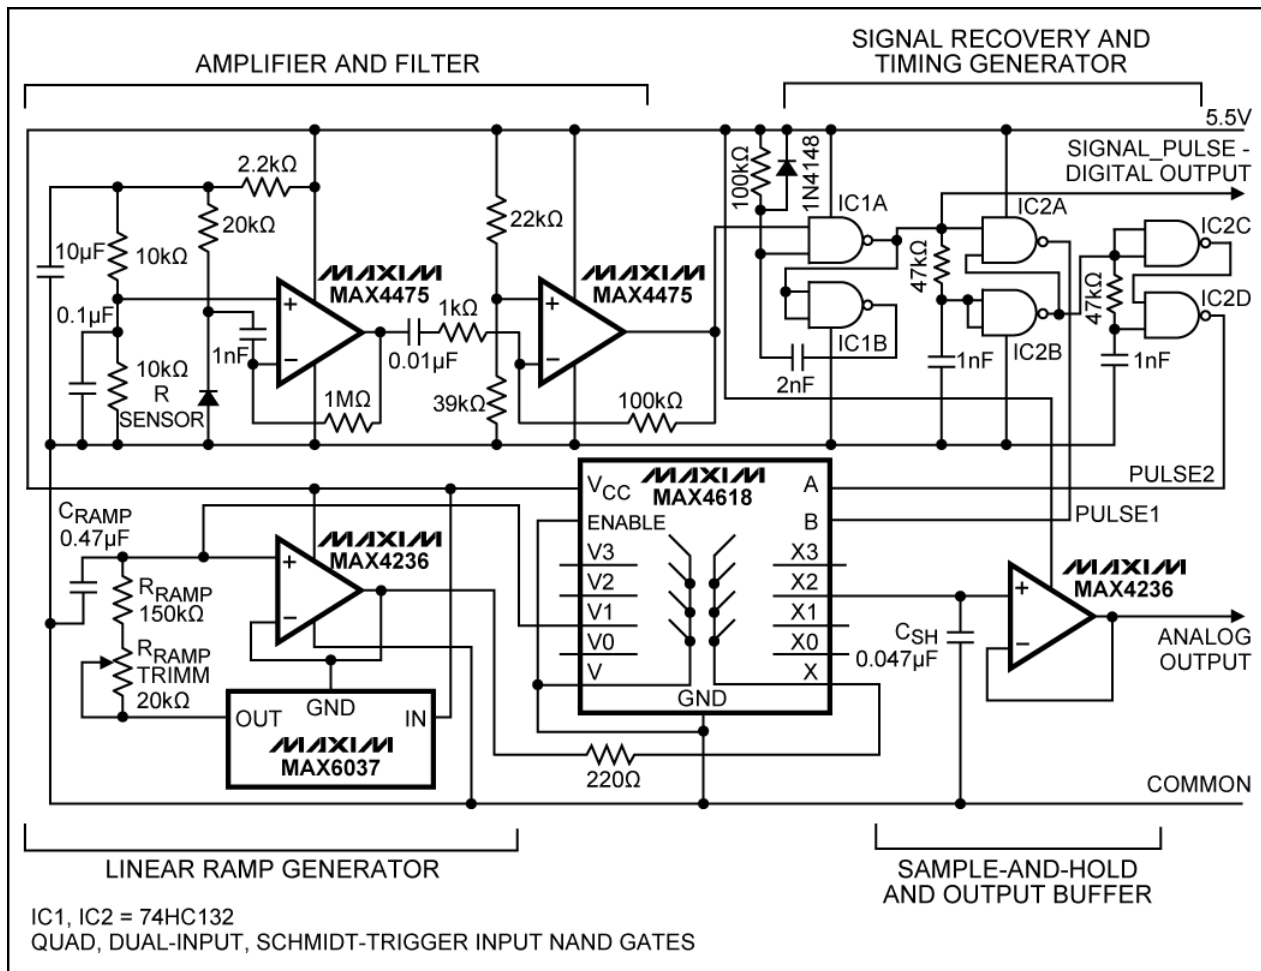 AMPLIFIER AND FILTER
SIGNAL RECOVERY AND
TIMING GENERATOR
5.5V
SIGNAL_PULSE -
DIGITAL OUTPUT
2.2kΩ
20kΩ
10µF
10kΩ
0.1µF
10kΩ
R
SENSOR
1nF
MAXIM
MAX4475
1MΩ
0.01µF
1kΩ
22kΩ
39kΩ
MAXIM
MAX4475
100kΩ
100kΩ
1N4148
IC1A
IC1B
2nF
47kΩ
1nF
IC2A
IC2B
47kΩ
1nF
IC2C
IC2D
PULSE2
PULSE1
CRAMP
0.47µF
RRAMP
150kΩ
RRAMP
TRIMM
20kΩ
MAXIM
MAX4236
OUT
GND
IN
MAXIM
MAX6037
220Ω
MAXIM
MAX4618
VCC
ENABLE
V3
V2
V1
V0
V
A
B
X3
X2
X1
X0
X
GND
CSH
0.047µF
MAXIM
MAX4236
ANALOG
OUTPUT
COMMON
LINEAR RAMP GENERATOR
SAMPLE-AND-HOLD
AND OUTPUT BUFFER
IC1, IC2 = 74HC132
QUAD, DUAL-INPUT, SCHMIDT-TRIGGER INPUT NAND GATES
+
−
+
−
+
−
+
−